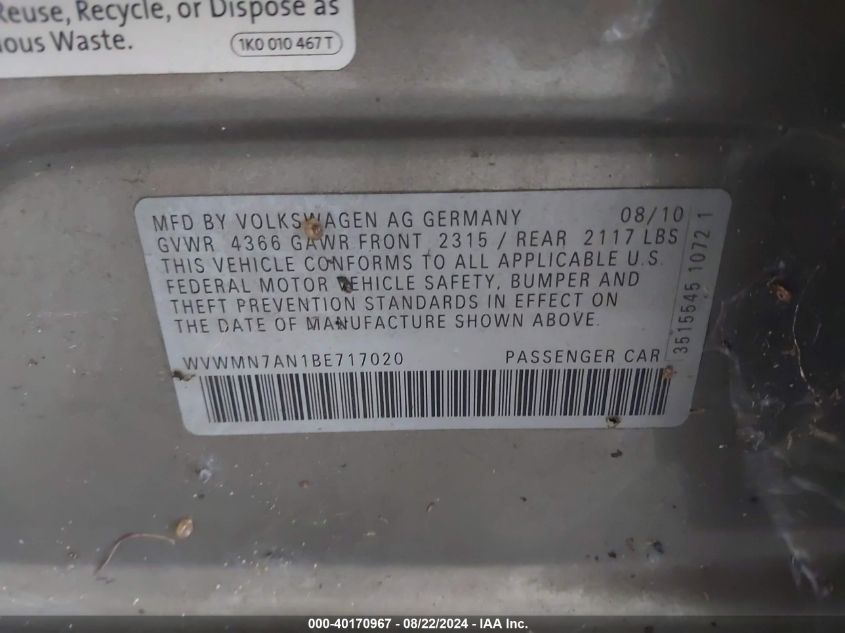 Reuse, Recycle, or Dispose as
ious Waste.
1K0 010 467 T
MFD BY VOLKSWAGEN AG GERMANY 08/10
GVWR 4366 GAWR FRONT 2315 / REAR 2117 LBS
THIS VEHICLE CONFORMS TO ALL APPLICABLE U.S.
FEDERAL MOTOR VEHICLE SAFETY, BUMPER AND
THEFT PREVENTION STANDARDS IN EFFECT ON
THE DATE OF MANUFACTURE SHOWN ABOVE.
WVWMN7AN1BE717020 PASSENGER CAR
3515545 1072 1
000-40170967 - 08/22/2024 - IAA Inc.